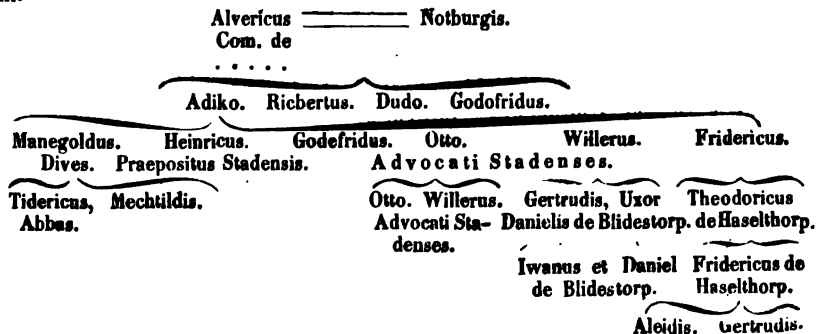 Alvericus Notburgis.
Com. de
. . . . .
Adiko. Ricbertus. Dudo. Godofridus.
Manegoldus. Heinricus. Godefridus. Otto. Willerus. Fridericus.
Dives. Praepositus Stadensis. Advocati Stadenses.
Tidericus, Mechtildis. Otto. Willerus. Gertrudis, Uxor Theodoricus
Abbas. Advocati Sta- Danielis de Blidestorp. de Haselthorp.
denses.
Iwanus et Daniel Fridericus de
de Blidestorp. Haselthorp.
Aleidis. Gertrudis.